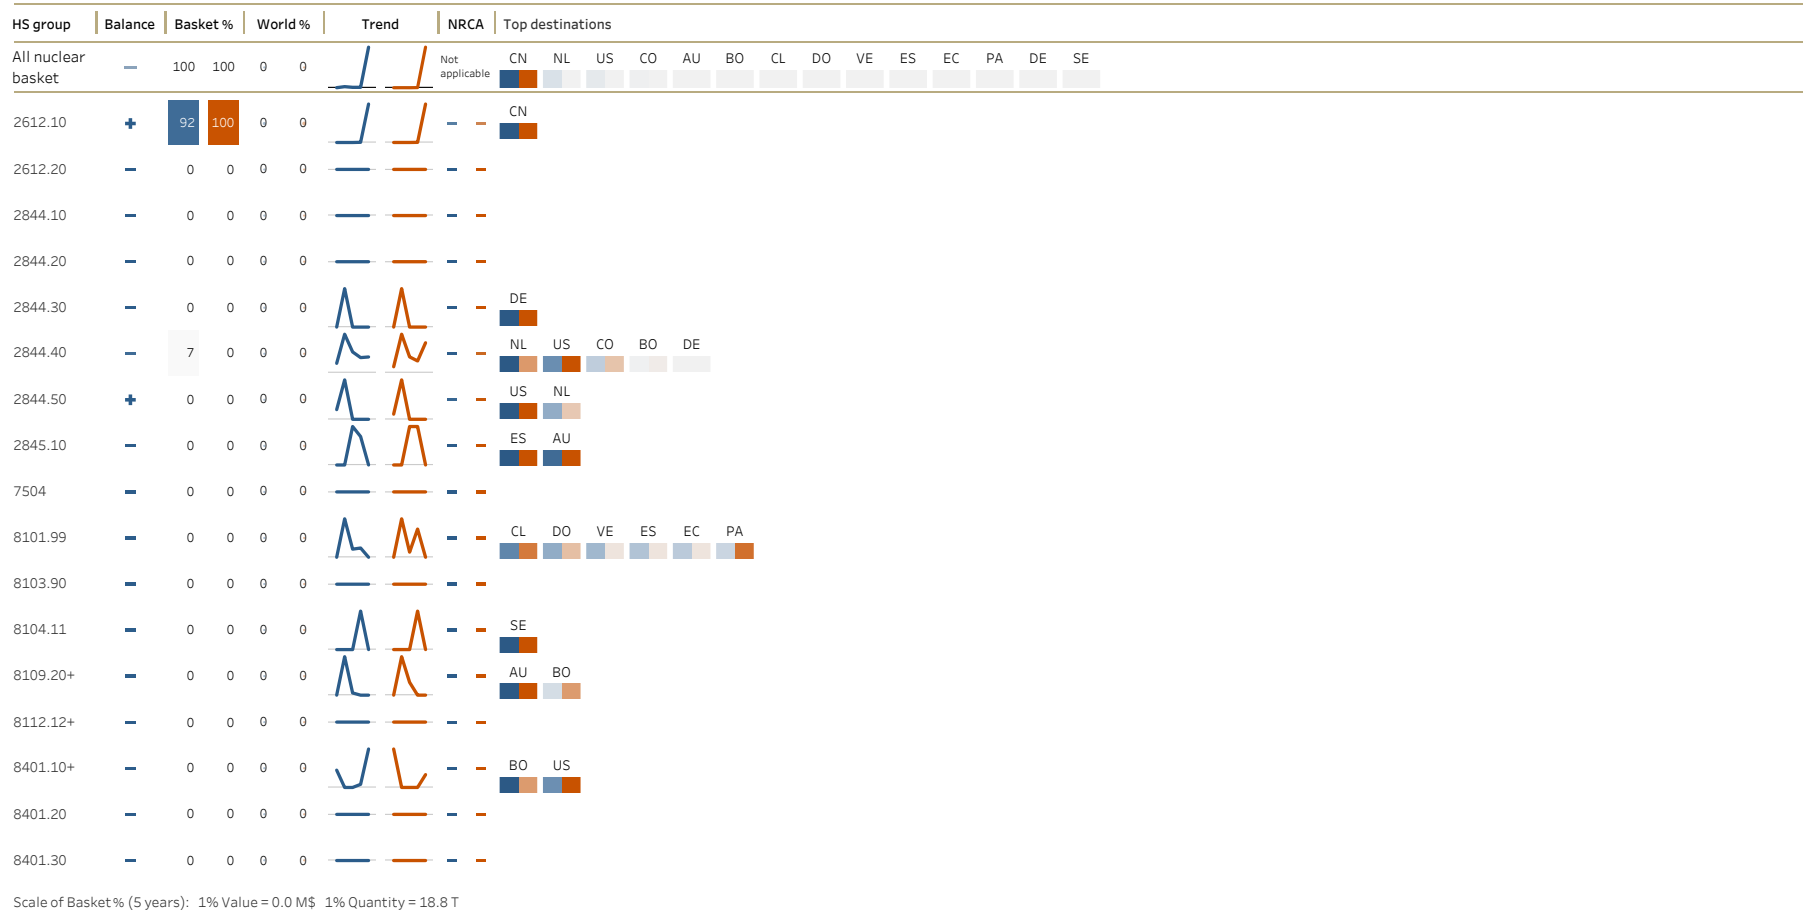 HS group Balance Basket % World % Trend NRCA Top destinations
All nuclear basket 100 100 0 0 Not applicable CN NL US CO AU BO CL DO VE ES EC PA DE SE
2612.10 + 92 100 0 0 CN
2612.20 0 0 0 0
2844.10 0 0 0 0
2844.20 0 0 0 0
2844.30 0 0 0 0 DE
2844.40 7 0 0 0 NL US CO BO DE
2844.50 + 0 0 0 0 US NL
2845.10 0 0 0 0 ES AU
7504 0 0 0 0
8101.99 0 0 0 0 CL DO VE ES EC PA
8103.90 0 0 0 0
8104.11 0 0 0 0 SE
8109.20+ 0 0 0 0 AU BO
8112.12+ 0 0 0 0
8401.10+ 0 0 0 0 BO US
8401.20 0 0 0 0
8401.30 0 0 0 0
Scale of Basket% (5 years): 1% Value = 0.0 M$ 1% Quantity = 18.8 T